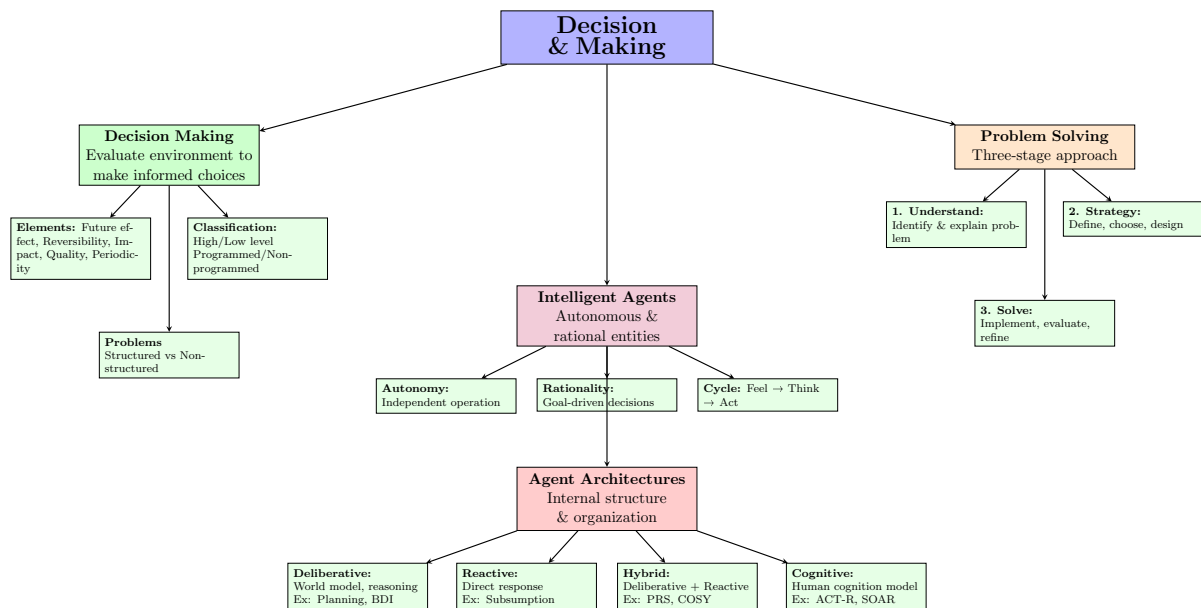 Decision
& Making
Decision Making
Evaluate environment to
make informed choices
Problem Solving
Three-stage approach
Elements: Future ef-
fect, Reversibility, Im-
pact, Quality, Periodic-
ity
Classification:
High/Low level
Programmed/Non-
programmed
1. Understand:
Identify & explain prob-
lem
2. Strategy:
Define, choose, design
Problems
Structured vs Non-
structured
Intelligent Agents
Autonomous &
rational entities
3. Solve:
Implement, evaluate,
refine
Autonomy:
Independent operation
Rationality:
Goal-driven decisions
Cycle: Feel → Think
→ Act
Agent Architectures
Internal structure
& organization
Deliberative:
World model, reasoning
Ex: Planning, BDI
Reactive:
Direct response
Ex: Subsumption
Hybrid:
Deliberative + Reactive
Ex: PRS, COSY
Cognitive:
Human cognition model
Ex: ACT-R, SOAR